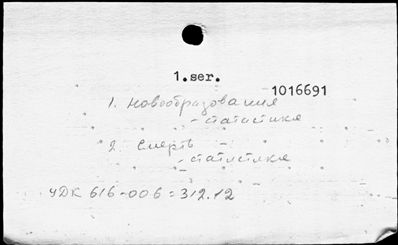 1.ser.
1016691
1. Новообразования
- статистика
2. Смерть
- статистика
УДК 616-006=312.12